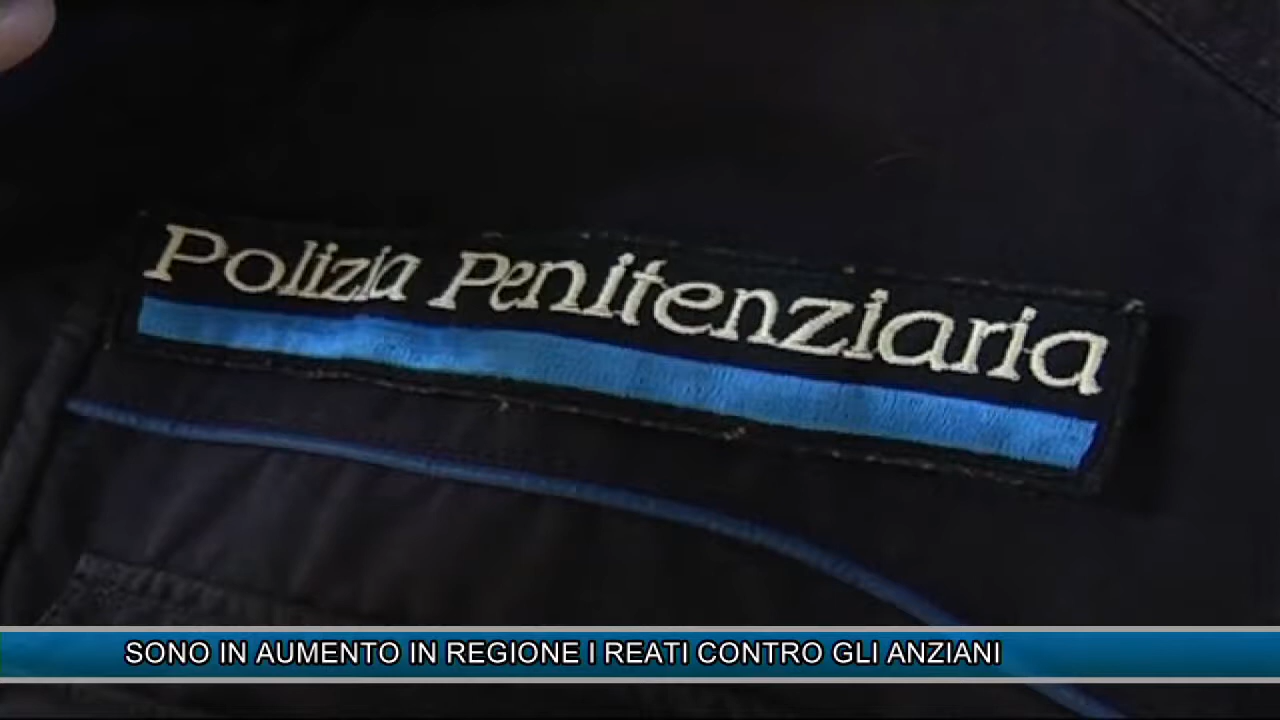 Polizia Penitenziaria
SONO IN AUMENTO IN REGIONE I REATI CONTRO GLI ANZIANI